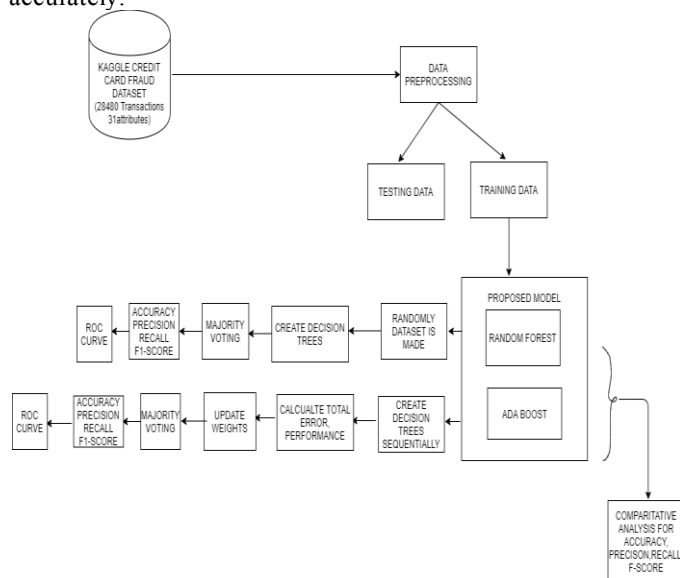 accurately.
KAGGLE CREDIT
CARD FRAUD
DATASET
(28480 Transactions
31attributes)
DATA
PREPROCESSING
TESTING DATA
TRAINING DATA
PROPOSED MODEL
RANDOM FOREST
ADA BOOST
RANDOMLY
DATASET IS
MADE
CREATE DECISION
TREES
MAJORITY
VOTING
ACCURACY
PRECISION
RECALL
F1-SCORE
ROC
CURVE
CREATE
DECISION
TREES
SEQUENTIALLY
CALCUALTE TOTAL
ERROR,
PERFORMANCE
UPDATE
WEIGHTS
MAJORITY
VOTING
ACCURACY
PRECISION
RECALL
F1-SCORE
ROC
CURVE
COMPARITATIVE
ANALYSIS FOR
ACCURACY,
PRECISON,RECALL
F-SCORE